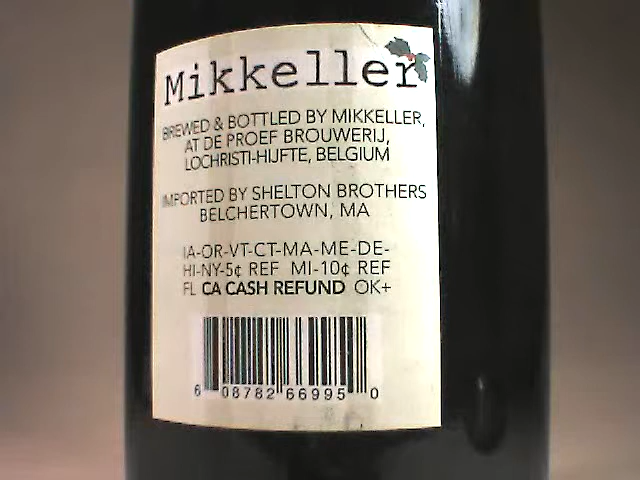 Mikkeller
BREWED & BOTTLED BY MIKKELLER,
AT DE PROEF BROUWERIJ,
LOCHRISTI-HIJFTE, BELGIUM
IMPORTED BY SHELTON BROTHERS
BELCHERTOWN, MA
IA-OR-VT-CT-MA-ME-DE-
HI-NY-5¢ REF MI-10¢ REF
FL CA CASH REFUND OK+
6 08782 66995 0